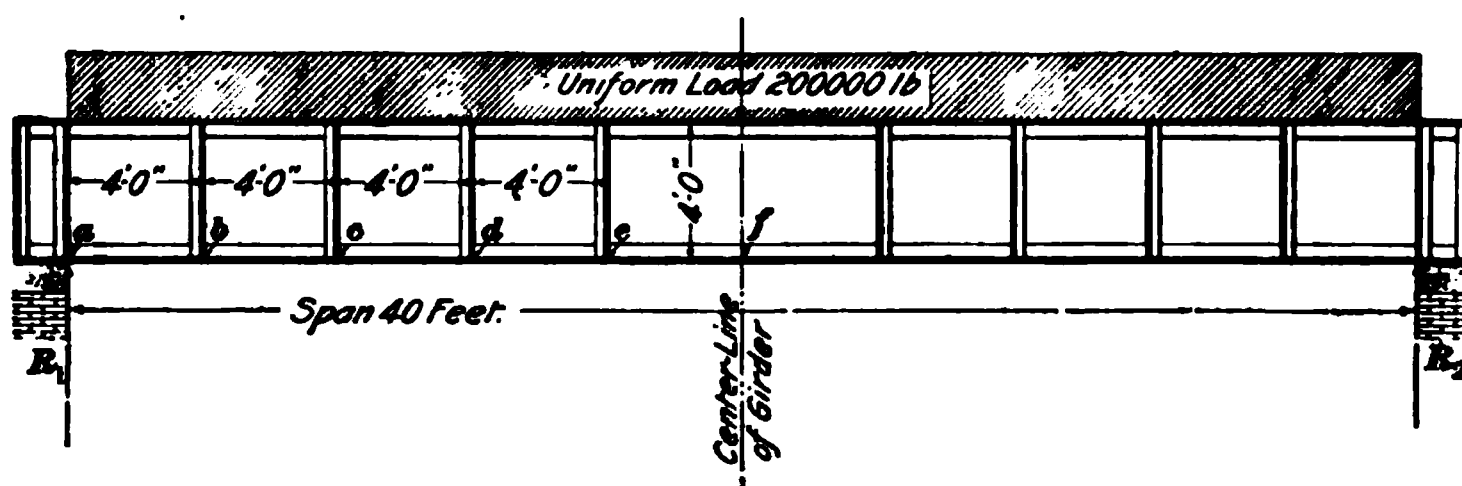 Uniform Load 200000 lb
4'-0" 4'-0" 4'-0" 4'-0" 4'-0"
a b c d e f
Span 40 Feet.
R1 R2
Center-Line
of Girder